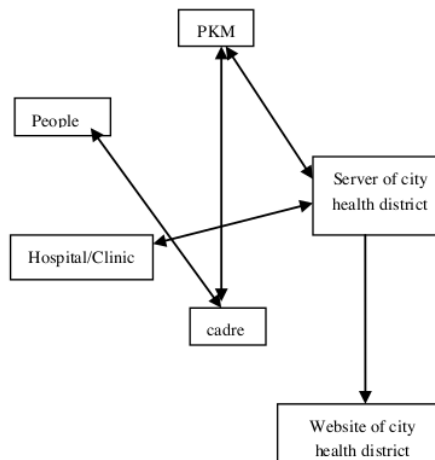 PKM
People
Server of city
health district
Hospital/Clinic
cadre
Website of city
health district